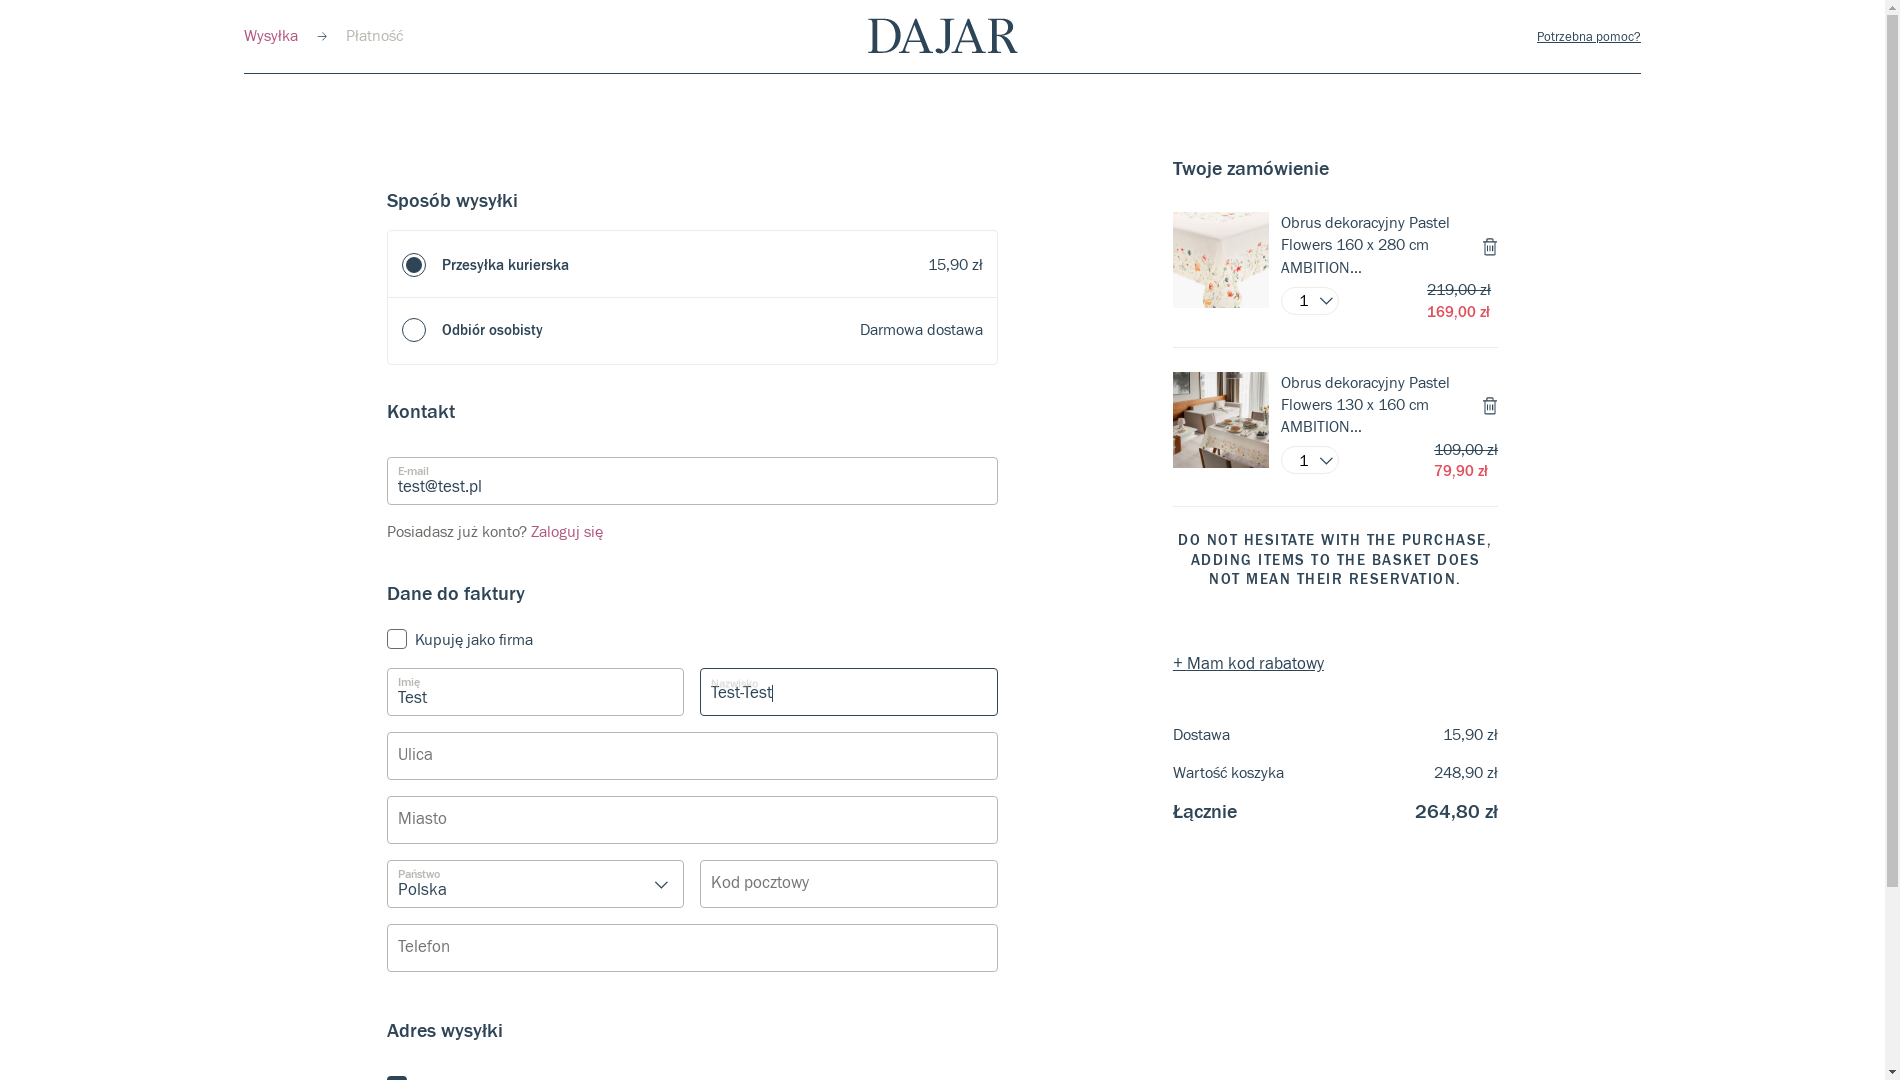 Wysyłka → Płatność
DAJAR
Potrzebna pomoc?
Sposób wysyłki
Przesyłka kurierska 15,90 zł
Odbiór osobisty Darmowa dostawa
Kontakt
E-mail
test@test.pl
Posiadasz już konto? Zaloguj się
Dane do faktury
Kupuję jako firma
Imię
Test
Nazwisko
Test-Test
Ulica
Miasto
Państwo
Polska
Kod pocztowy
Telefon
Adres wysyłki
Twoje zamówienie
Obrus dekoracyjny Pastel
Flowers 160 x 280 cm
AMBITION...
1
219,00 zł
169,00 zł
Obrus dekoracyjny Pastel
Flowers 130 x 160 cm
AMBITION...
1
109,00 zł
79,90 zł
DO NOT HESITATE WITH THE PURCHASE,
ADDING ITEMS TO THE BASKET DOES
NOT MEAN THEIR RESERVATION.
+ Mam kod rabatowy
Dostawa 15,90 zł
Wartość koszyka 248,90 zł
Łącznie 264,80 zł